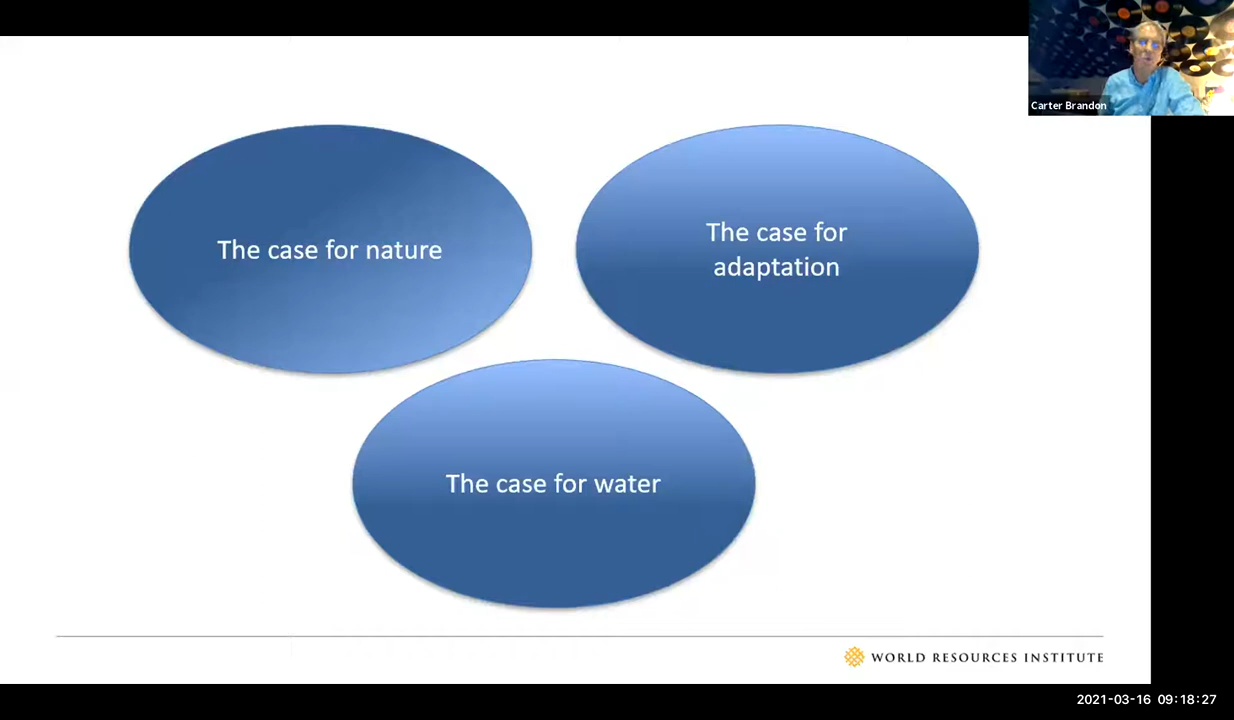 Carter Brandon
The case for nature
The case for
adaptation
The case for water
WORLD RESOURCES INSTITUTE
2021-03-16 09:18:27